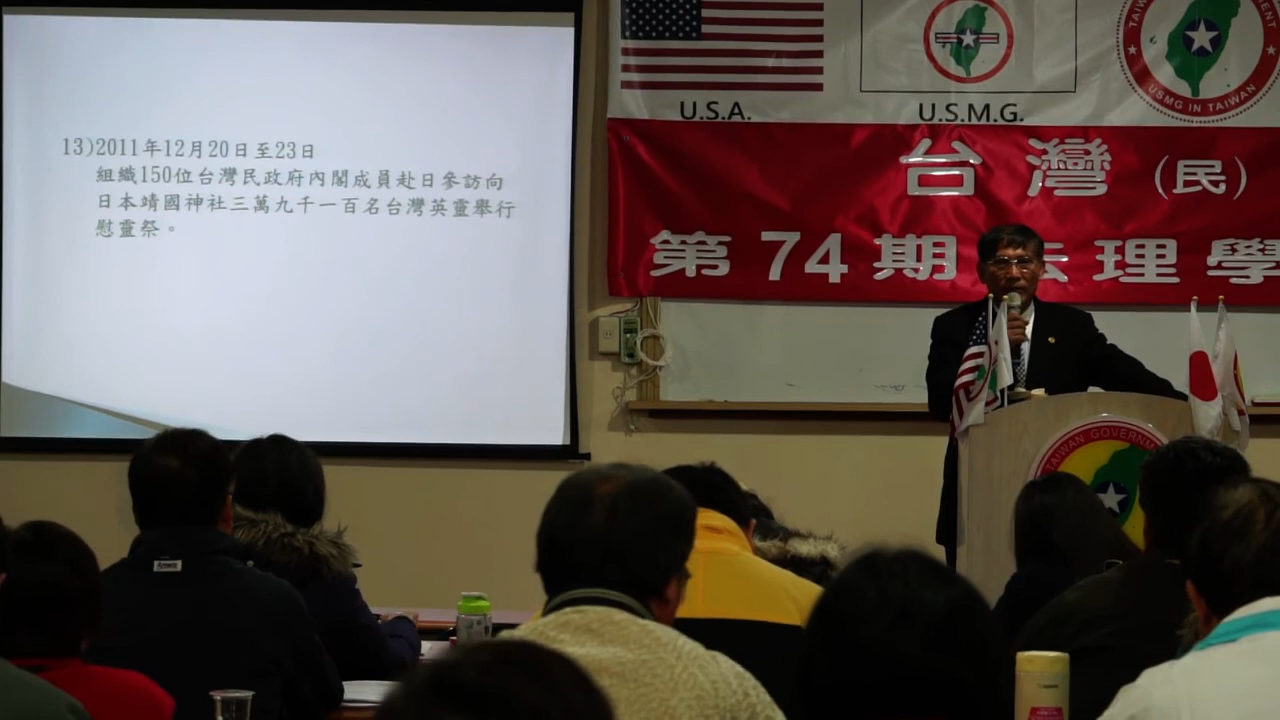 13)2011年12月20日至23日
組織150位台灣民政府內閣成員赴日參訪向
日本靖國神社三萬九千一百名台灣英靈舉行
慰靈祭。
U.S.A.
U.S.M.G.
USMG IN TAIWAN
台灣(民)
第74期法理學
TAIWAN GOVERNM